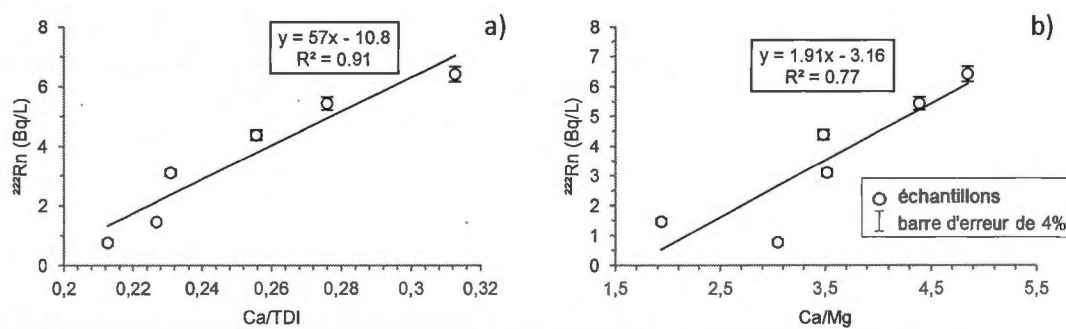 a)
y = 57x - 10.8
R² = 0.91
²²²Rn (Bq/L)
8
6
4
2
0
0,2
0,22
0,24
0,26
0,28
0,3
0,32
Ca/TDI
b)
y = 1.91x - 3.16
R² = 0.77
²²²Rn (Bq/L)
8
7
6
5
4
3
2
1
0
1,5
2,5
3,5
4,5
5,5
Ca/Mg
échantillons
barre d'erreur de 4%